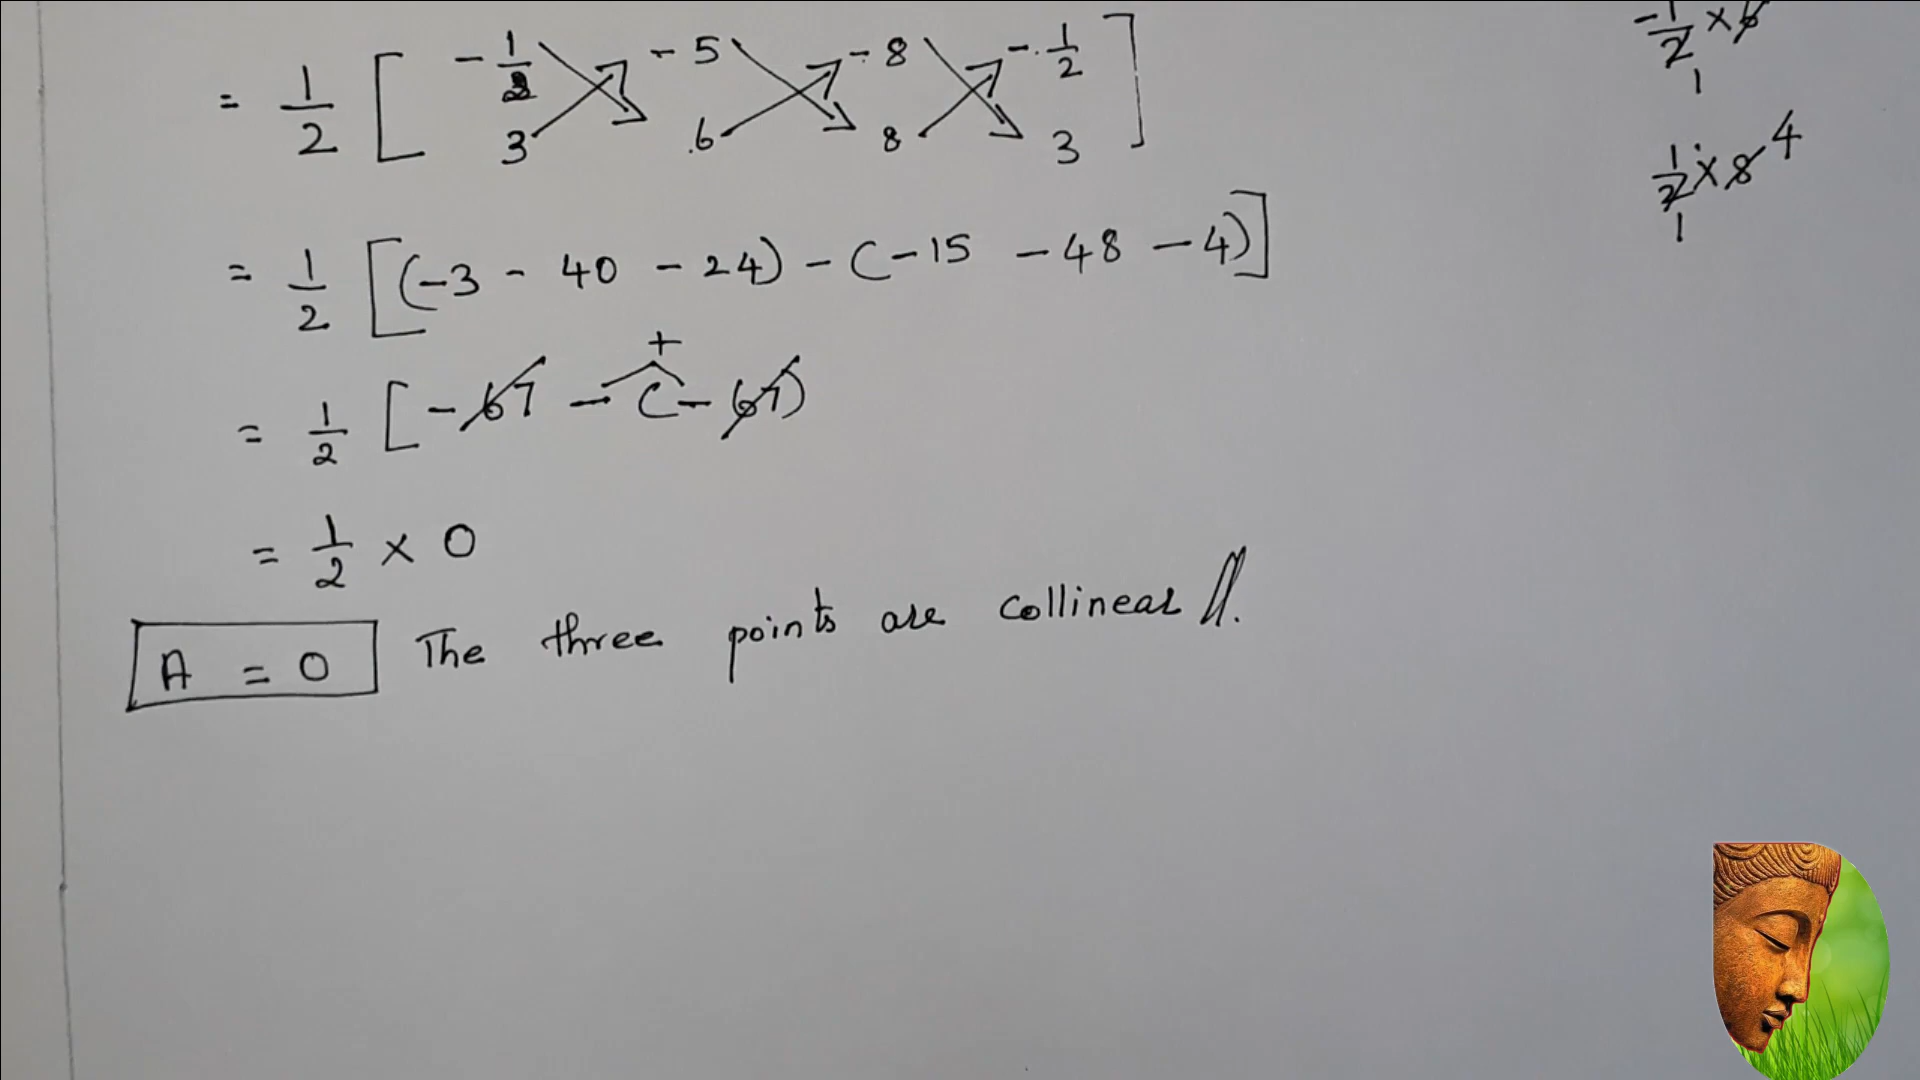 = 1/2 [ -1/2 -5 -8 -1/2 ]
3 6 8 3
= 1/2 [(-3 - 40 - 24) - (-15 - 48 - 4)]
= 1/2 [-67 - (-67)
+
= 1/2 × 0
A = 0 The three points are collinear //.
-1/2 × 6
1
1/2 × 8 4
1